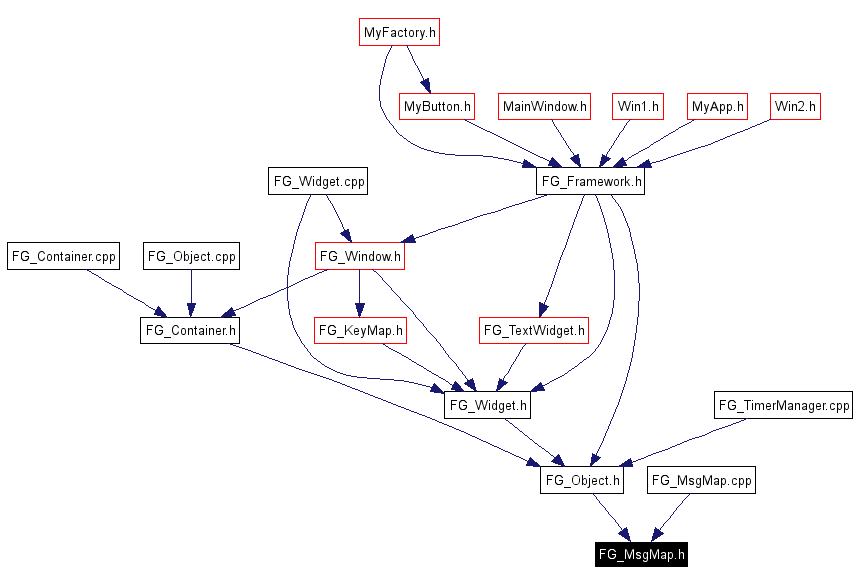 MyFactory.h
MyButton.h
MainWindow.h
Win1.h
MyApp.h
Win2.h
FG_Widget.cpp
FG_Framework.h
FG_Container.cpp
FG_Object.cpp
FG_Window.h
FG_Container.h
FG_KeyMap.h
FG_TextWidget.h
FG_Widget.h
FG_TimerManager.cpp
FG_Object.h
FG_MsgMap.cpp
FG_MsgMap.h